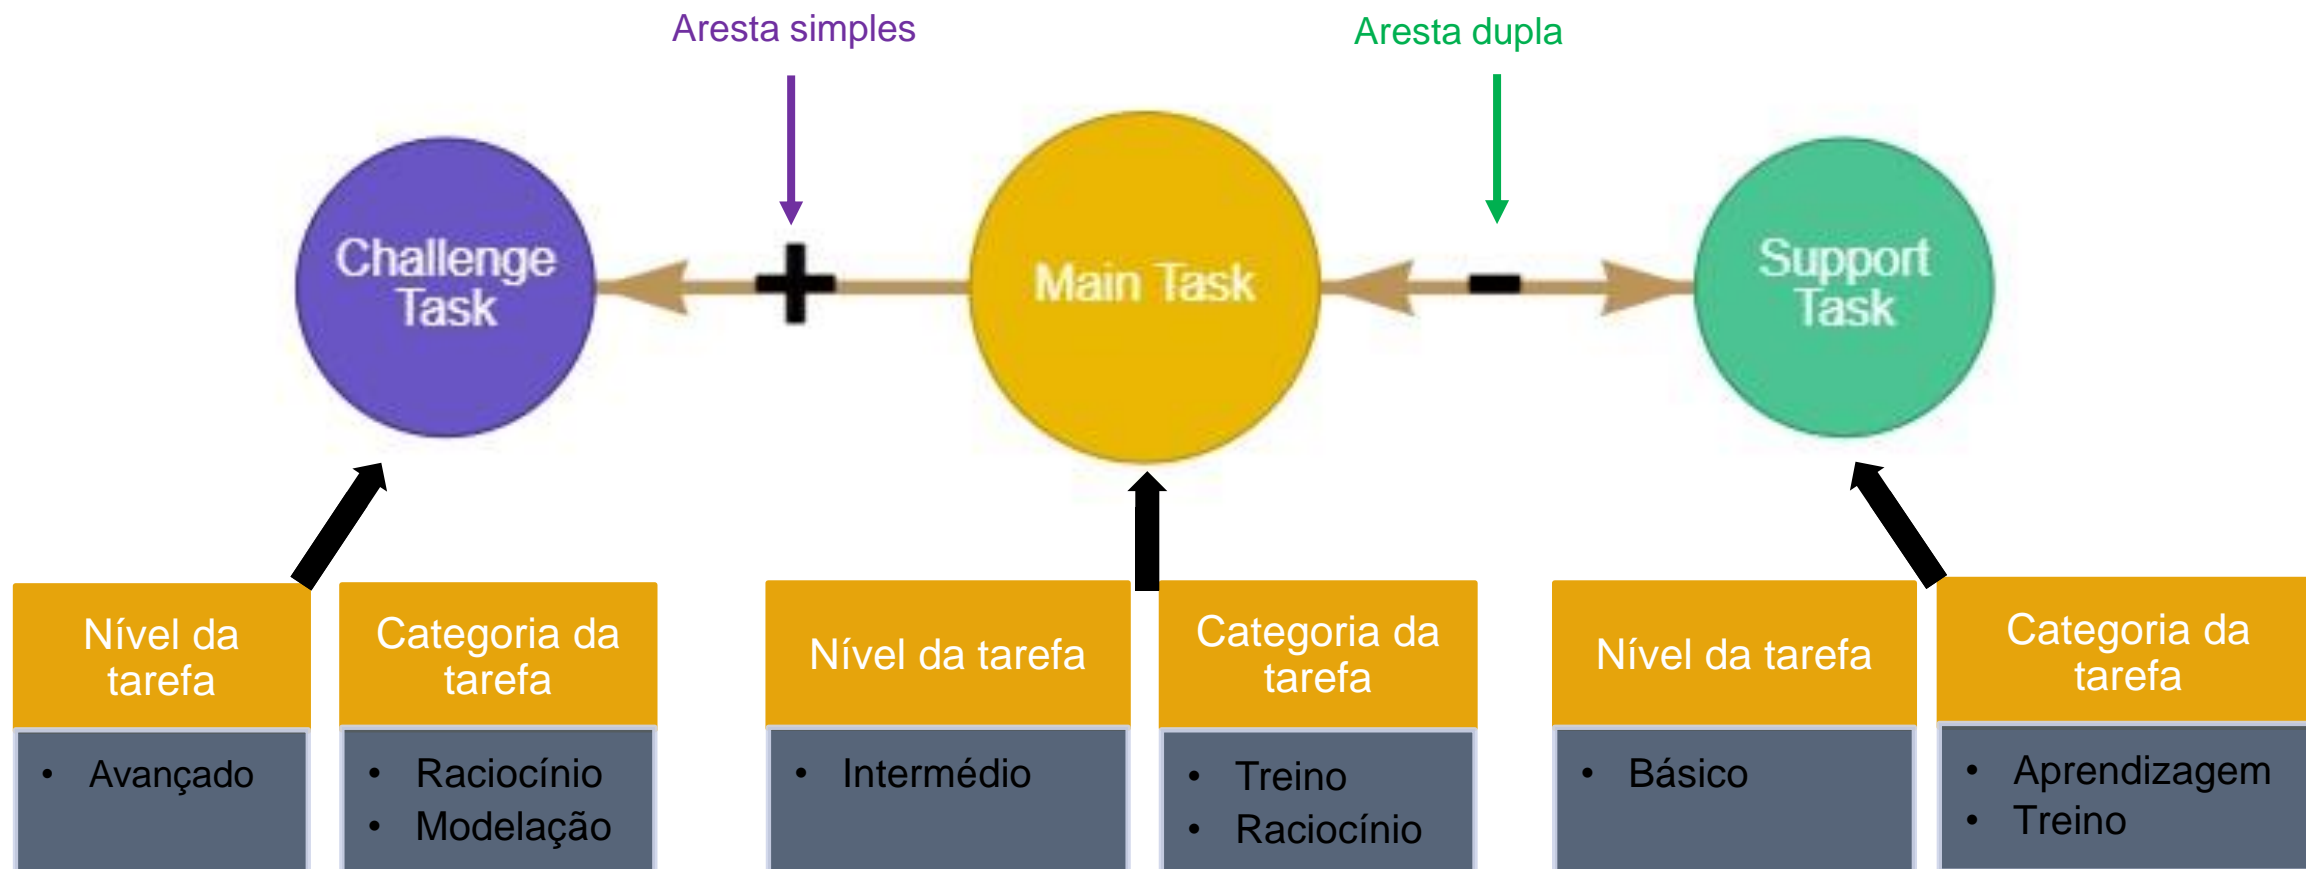 Aresta simples
Aresta dupla
Challenge
Task
+
Main Task
-
Support
Task
Nível da
tarefa
• Avançado
Categoria da
tarefa
• Raciocínio
• Modelação
Nível da tarefa
• Intermédio
Categoria da
tarefa
• Treino
• Raciocínio
Nível da tarefa
• Básico
Categoria da
tarefa
• Aprendizagem
• Treino